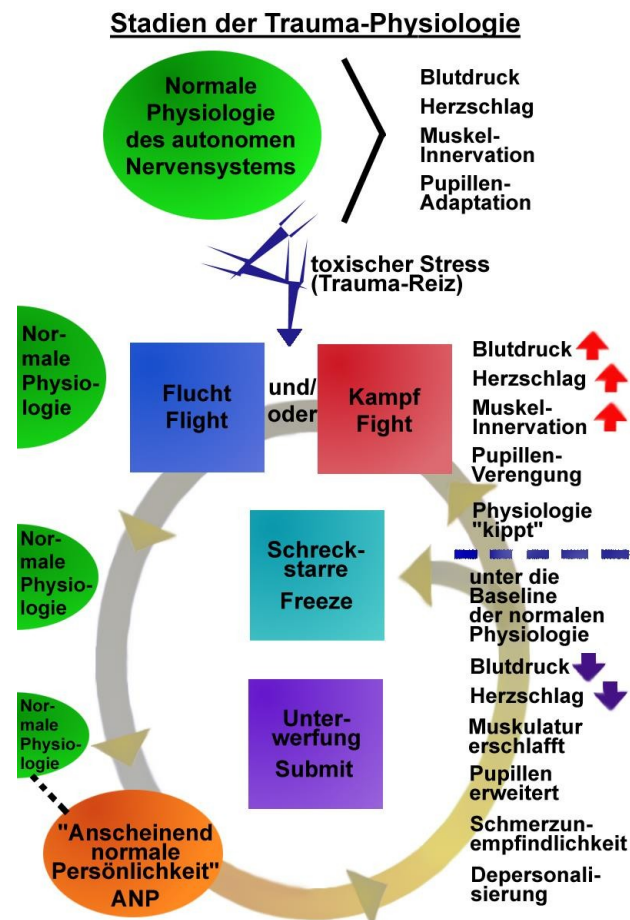 Stadien der Trauma-Physiologie
Normale
Physiologie
des autonomen
Nervensystems
Blutdruck
Herzschlag
Muskel-
Innervation
Pupillen-
Adaptation
toxischer Stress
(Trauma-Reiz)
Nor-
male
Physio-
logie
Flucht
Flight
und/
oder
Kampf
Fight
Blutdruck
Herzschlag
Muskel-
Innervation
Pupillen-
Verengung
Physiologie
"kippt"
Nor-
male
Physio-
logie
Schreck-
starre
Freeze
unter die
Baseline
der normalen
Physiologie
Blutdruck
Herzschlag
Muskulatur
erschlafft
Pupillen
erweitert
Schmerzun-
empfindlichkeit
Depersonali-
sierung
Nor-
male
Physio-
logie
Unter-
werfung
Submit
"Anscheinend
normale
Persönlichkeit"
ANP